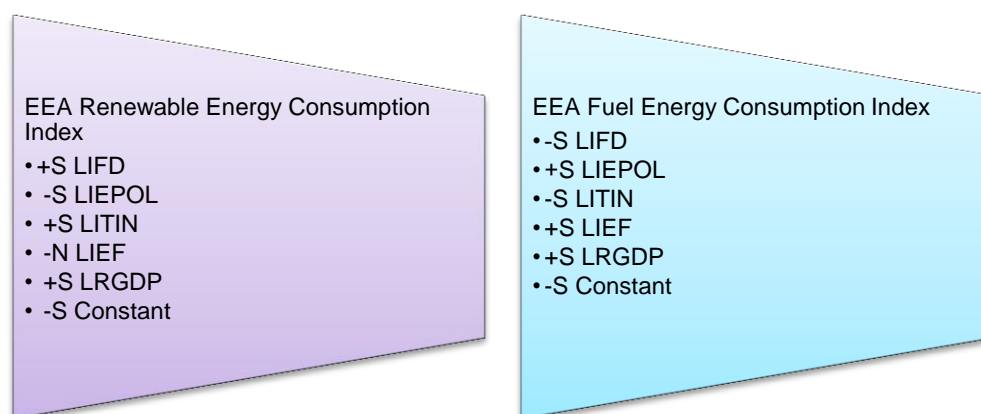 EEA Renewable Energy Consumption
Index
• +S LIFD
• -S LIEPOL
• +S LITIN
• -N LIEF
• +S LRGDP
• -S Constant
EEA Fuel Energy Consumption Index
• -S LIFD
• +S LIEPOL
• -S LITIN
• +S LIEF
• +S LRGDP
• -S Constant